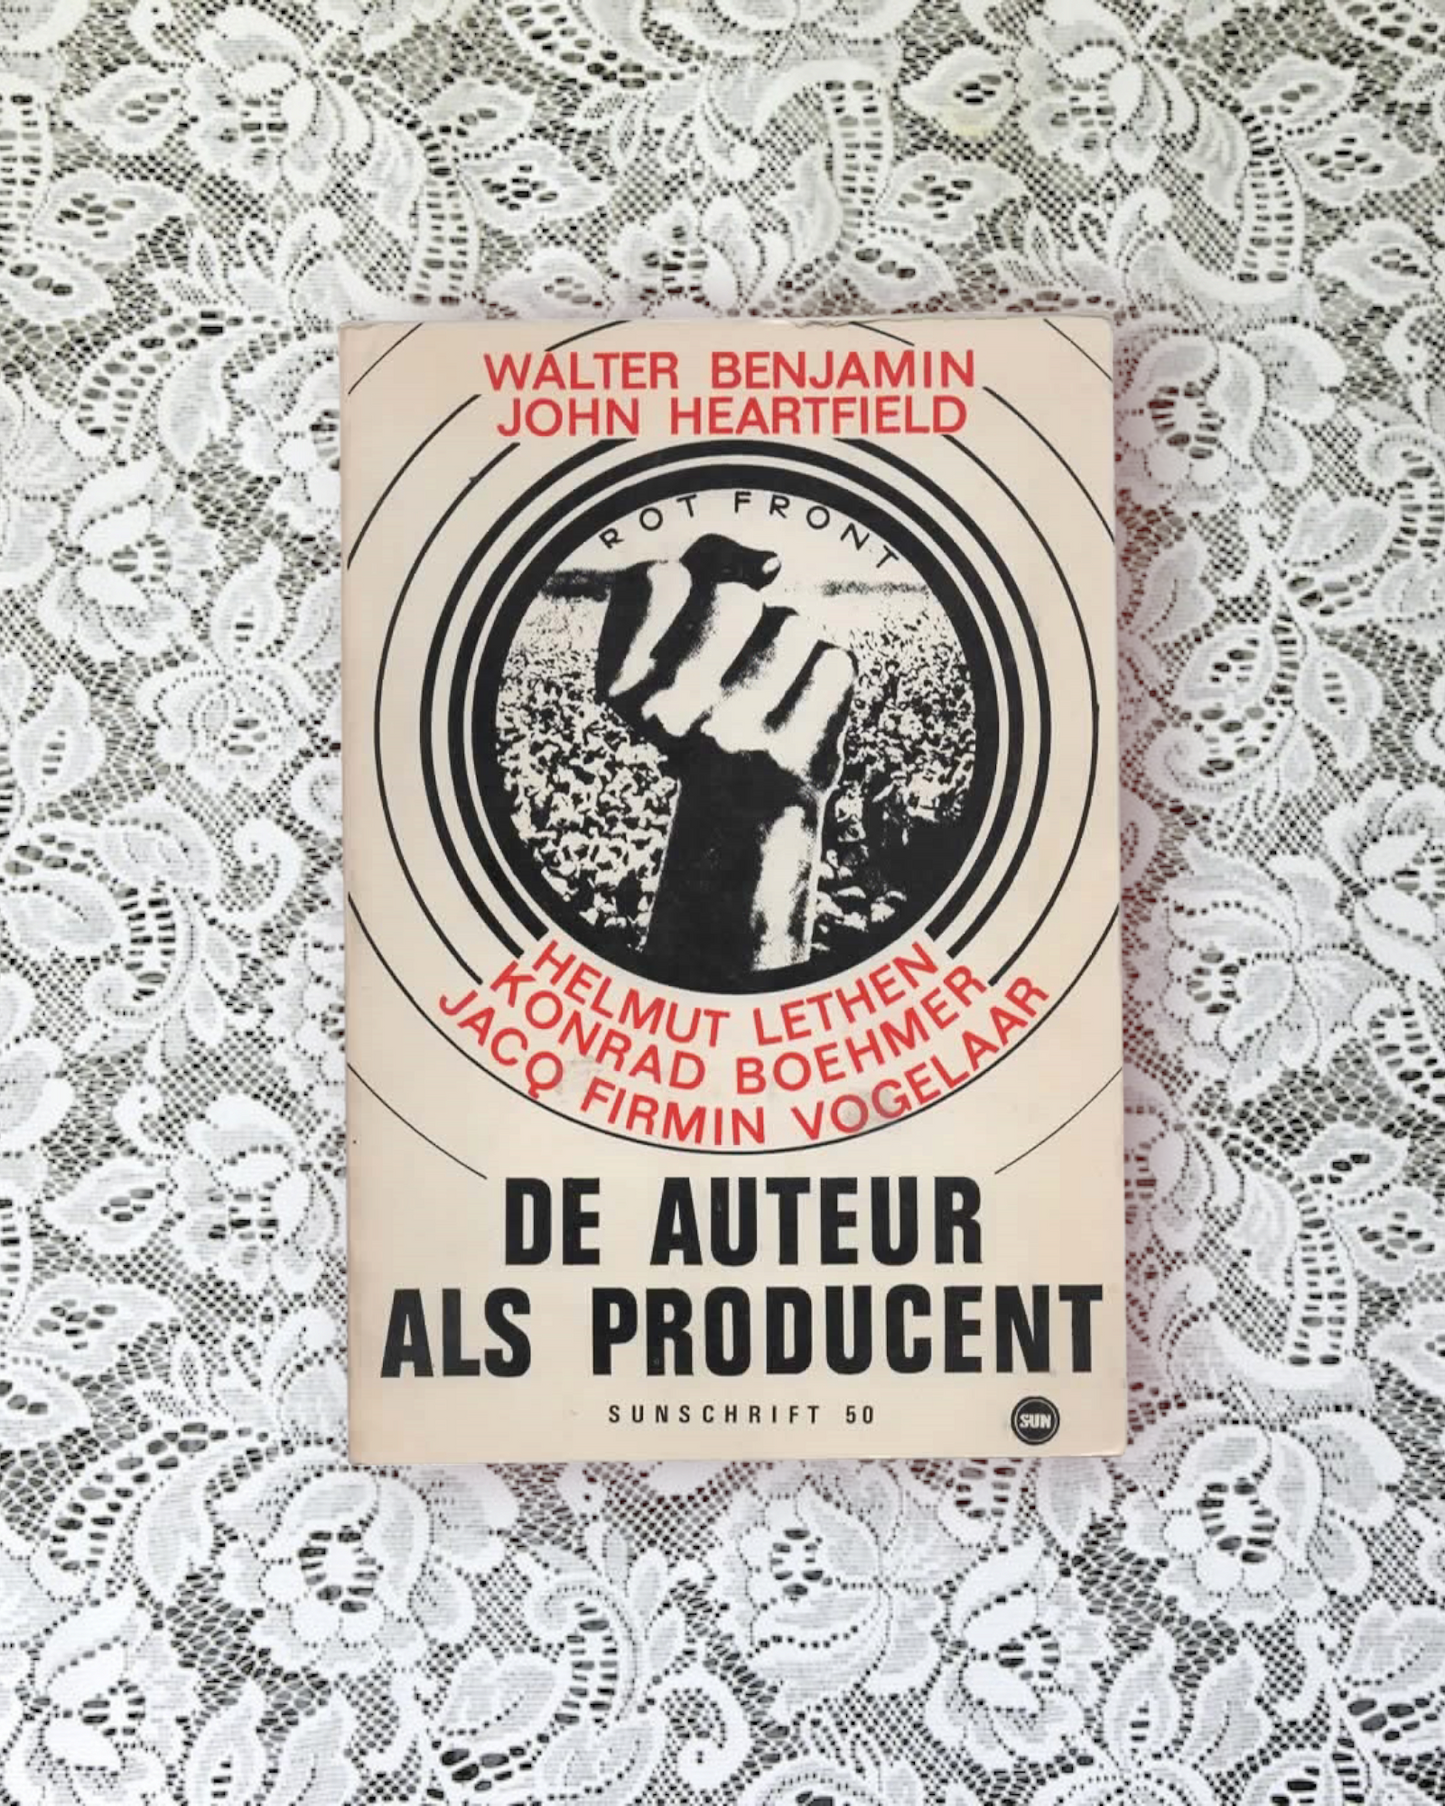 WALTER BENJAMIN
JOHN HEARTFIELD
ROT FRONT
HELMUT LETHEN
KONRAD BOEHMER
JACQ FIRMIN VOGELAAR
DE AUTEUR
ALS PRODUCENT
SUNSCHRIFT 50
SUN